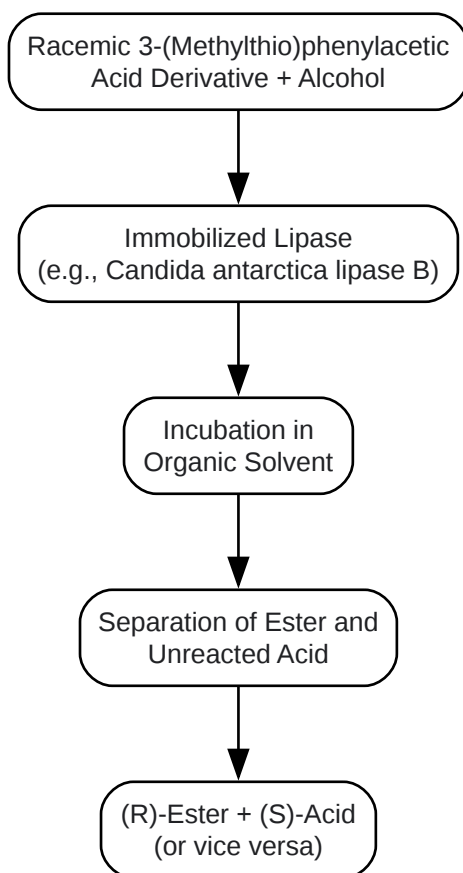 Racemic 3-(Methylthio)phenylacetic
Acid Derivative + Alcohol
Immobilized Lipase
(e.g., Candida antarctica lipase B)
Incubation in
Organic Solvent
Separation of Ester and
Unreacted Acid
(R)-Ester + (S)-Acid
(or vice versa)